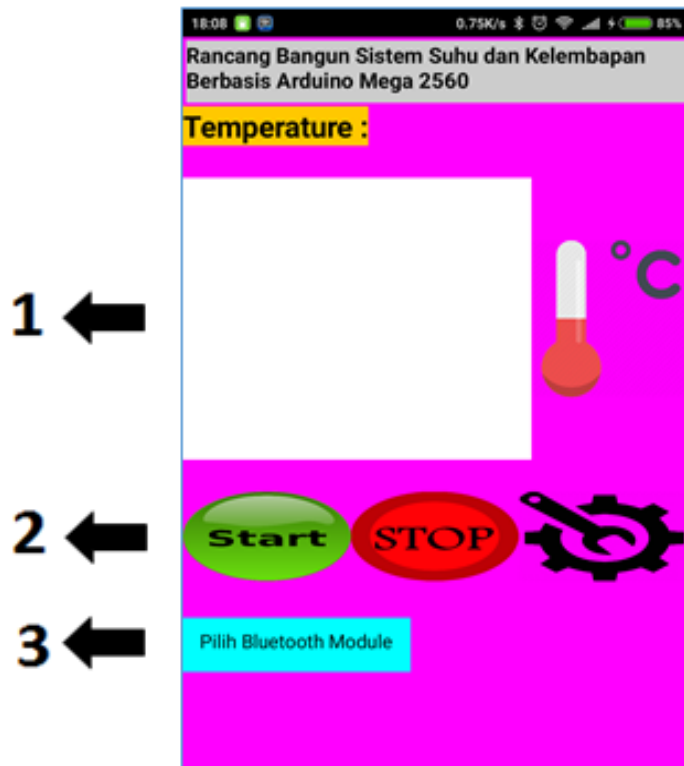 18:08 0.75K/s 85%
Rancang Bangun Sistem Suhu dan Kelembapan
Berbasis Arduino Mega 2560
Temperature :
1
°C
2
Start STOP
3
Pilih Bluetooth Module